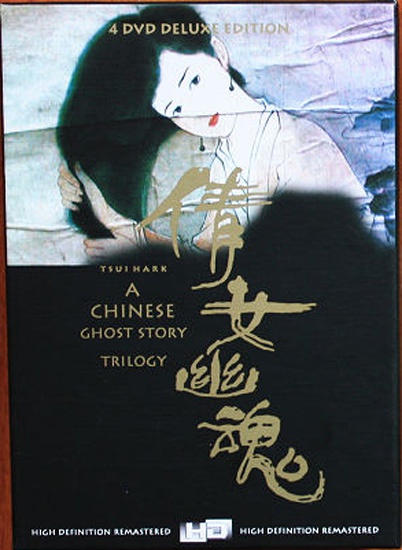 4 DVD DELUXE EDITION
倩女幽魂
TSUI HARK
A
CHINESE
GHOST STORY
TRILOGY
HIGH DEFINITION REMASTERED HD HIGH DEFINITION REMASTERED